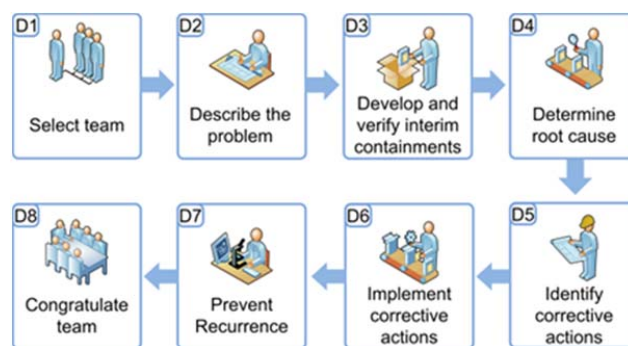 D1
Select team
D2
Describe the
problem
D3
Develop and
verify interim
containments
D4
Determine
root cause
D5
Identify
corrective
actions
D6
Implement
corrective
actions
D7
Prevent
Recurrence
D8
Congratulate
team